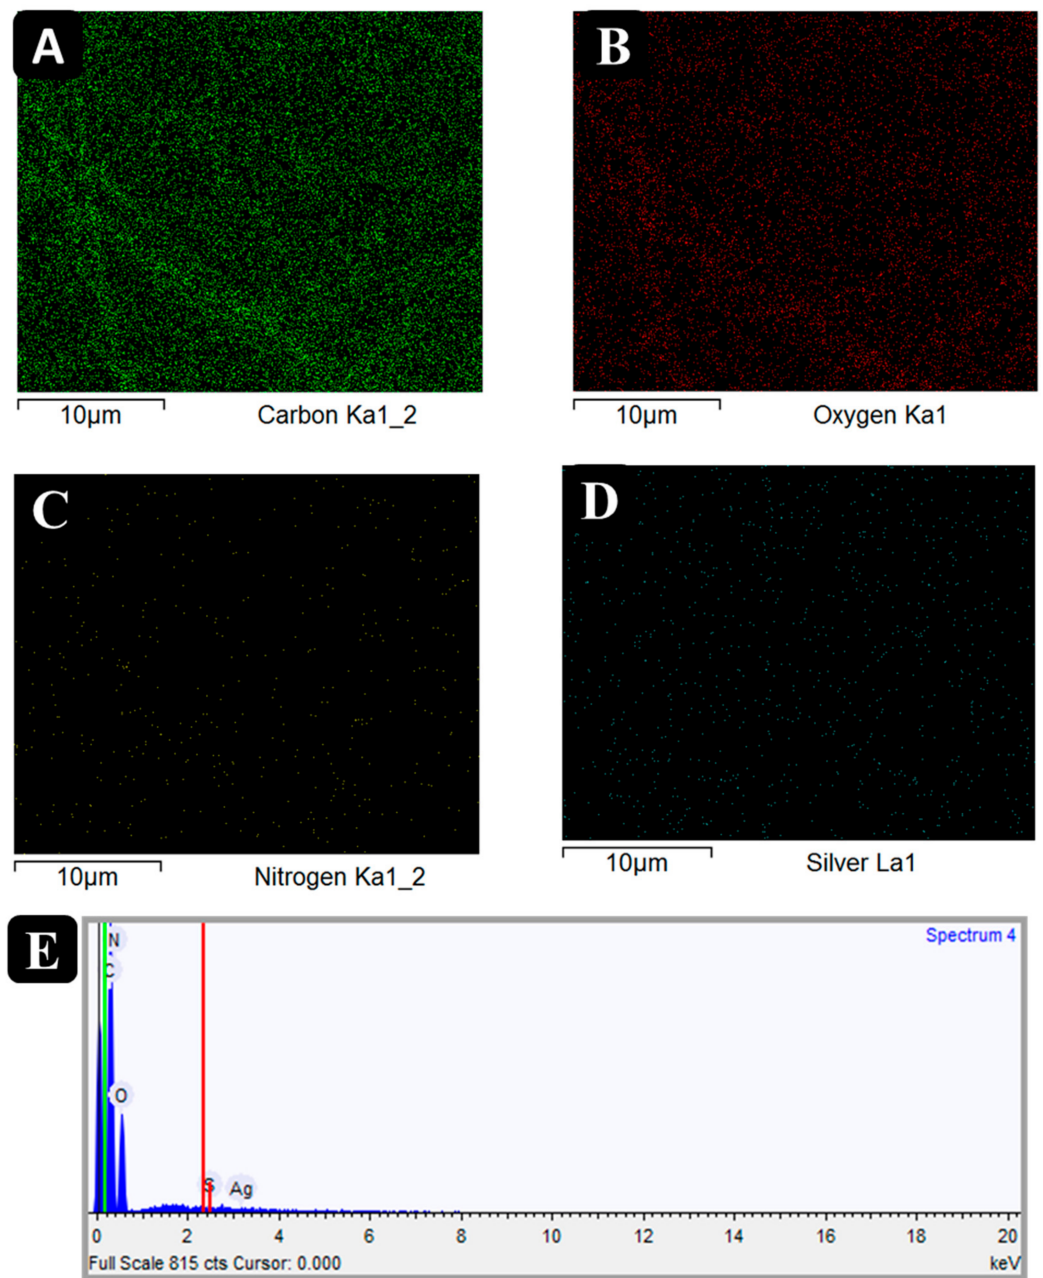 A
B
10µm Carbon Ka1_2
10µm Oxygen Ka1
C
D
10µm Nitrogen Ka1_2
10µm Silver La1
E
Spectrum 4
N
C
O
S
Ag
0 2 4 6 8 10 12 14 16 18 20
Full Scale 815 cts Cursor: 0.000 keV